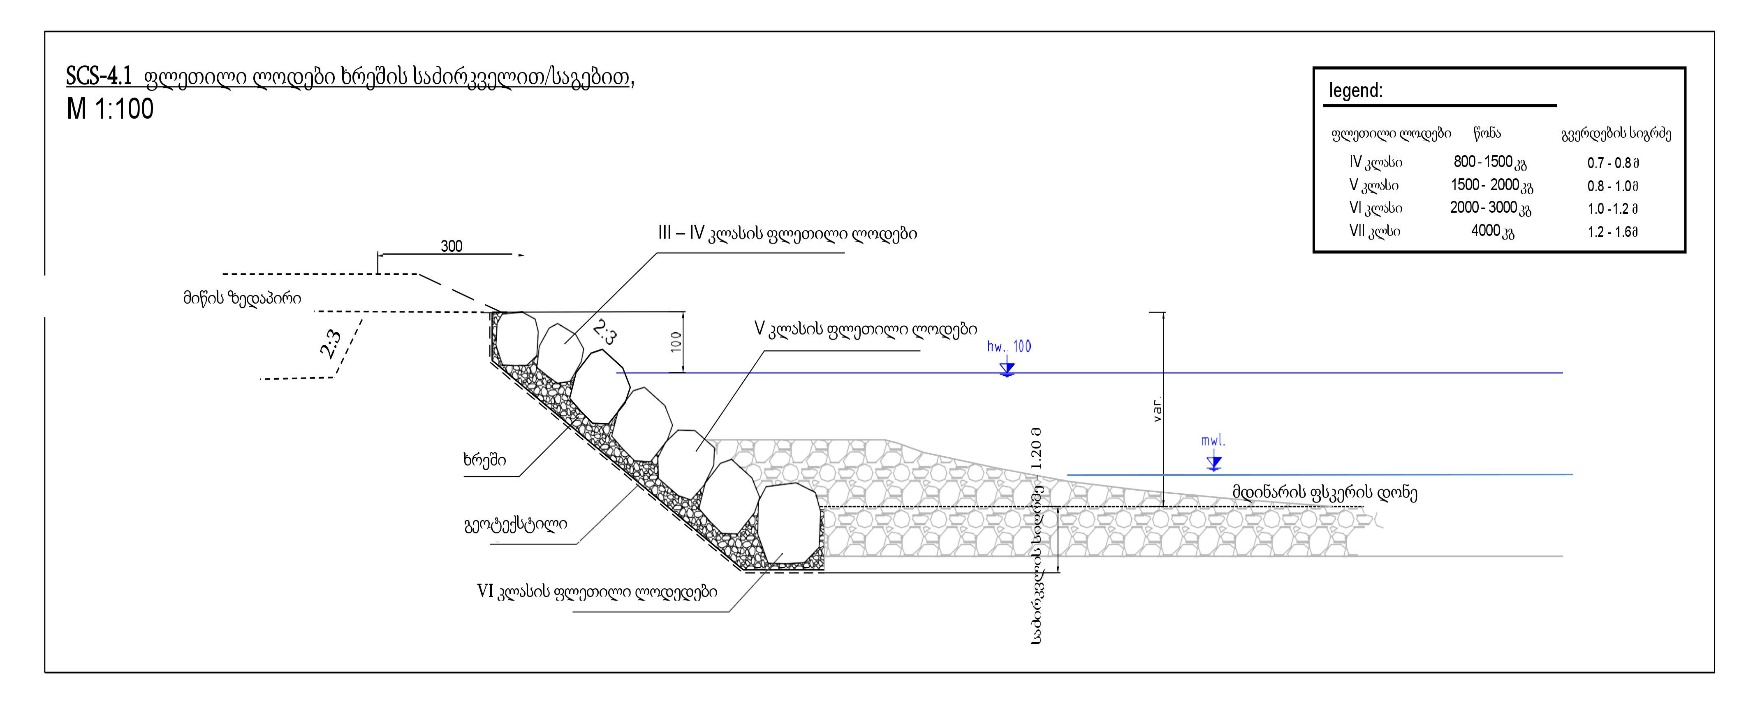 SCS-4.1 ფლეთილი ლოდები ხრეშის საძირკველით/საგებით,
M 1:100
legend:
ფლეთილი ლოდები წონა გვერდების სიგრძე
IV კლასი 800 - 1500 კგ 0.7 - 0.8 მ
V კლასი 1500 - 2000 კგ 0.8 - 1.0 მ
VI კლასი 2000 - 3000 კგ 1.0 - 1.2 მ
VII კლსი 4000 კგ 1.2 - 1.6 მ
III – IV კლასის ფლეთილი ლოდები
300
მიწის ზედაპირი
2:3
2:3
100
V კლასის ფლეთილი ლოდები
hw. 100
var.
mwl.
ხრეში
მდინარის ფსკერის დონე
გეოტექსტილი
საძირკვლის სიღრმე - 1.20 მ
VI კლასის ფლეთილი ლოდედები